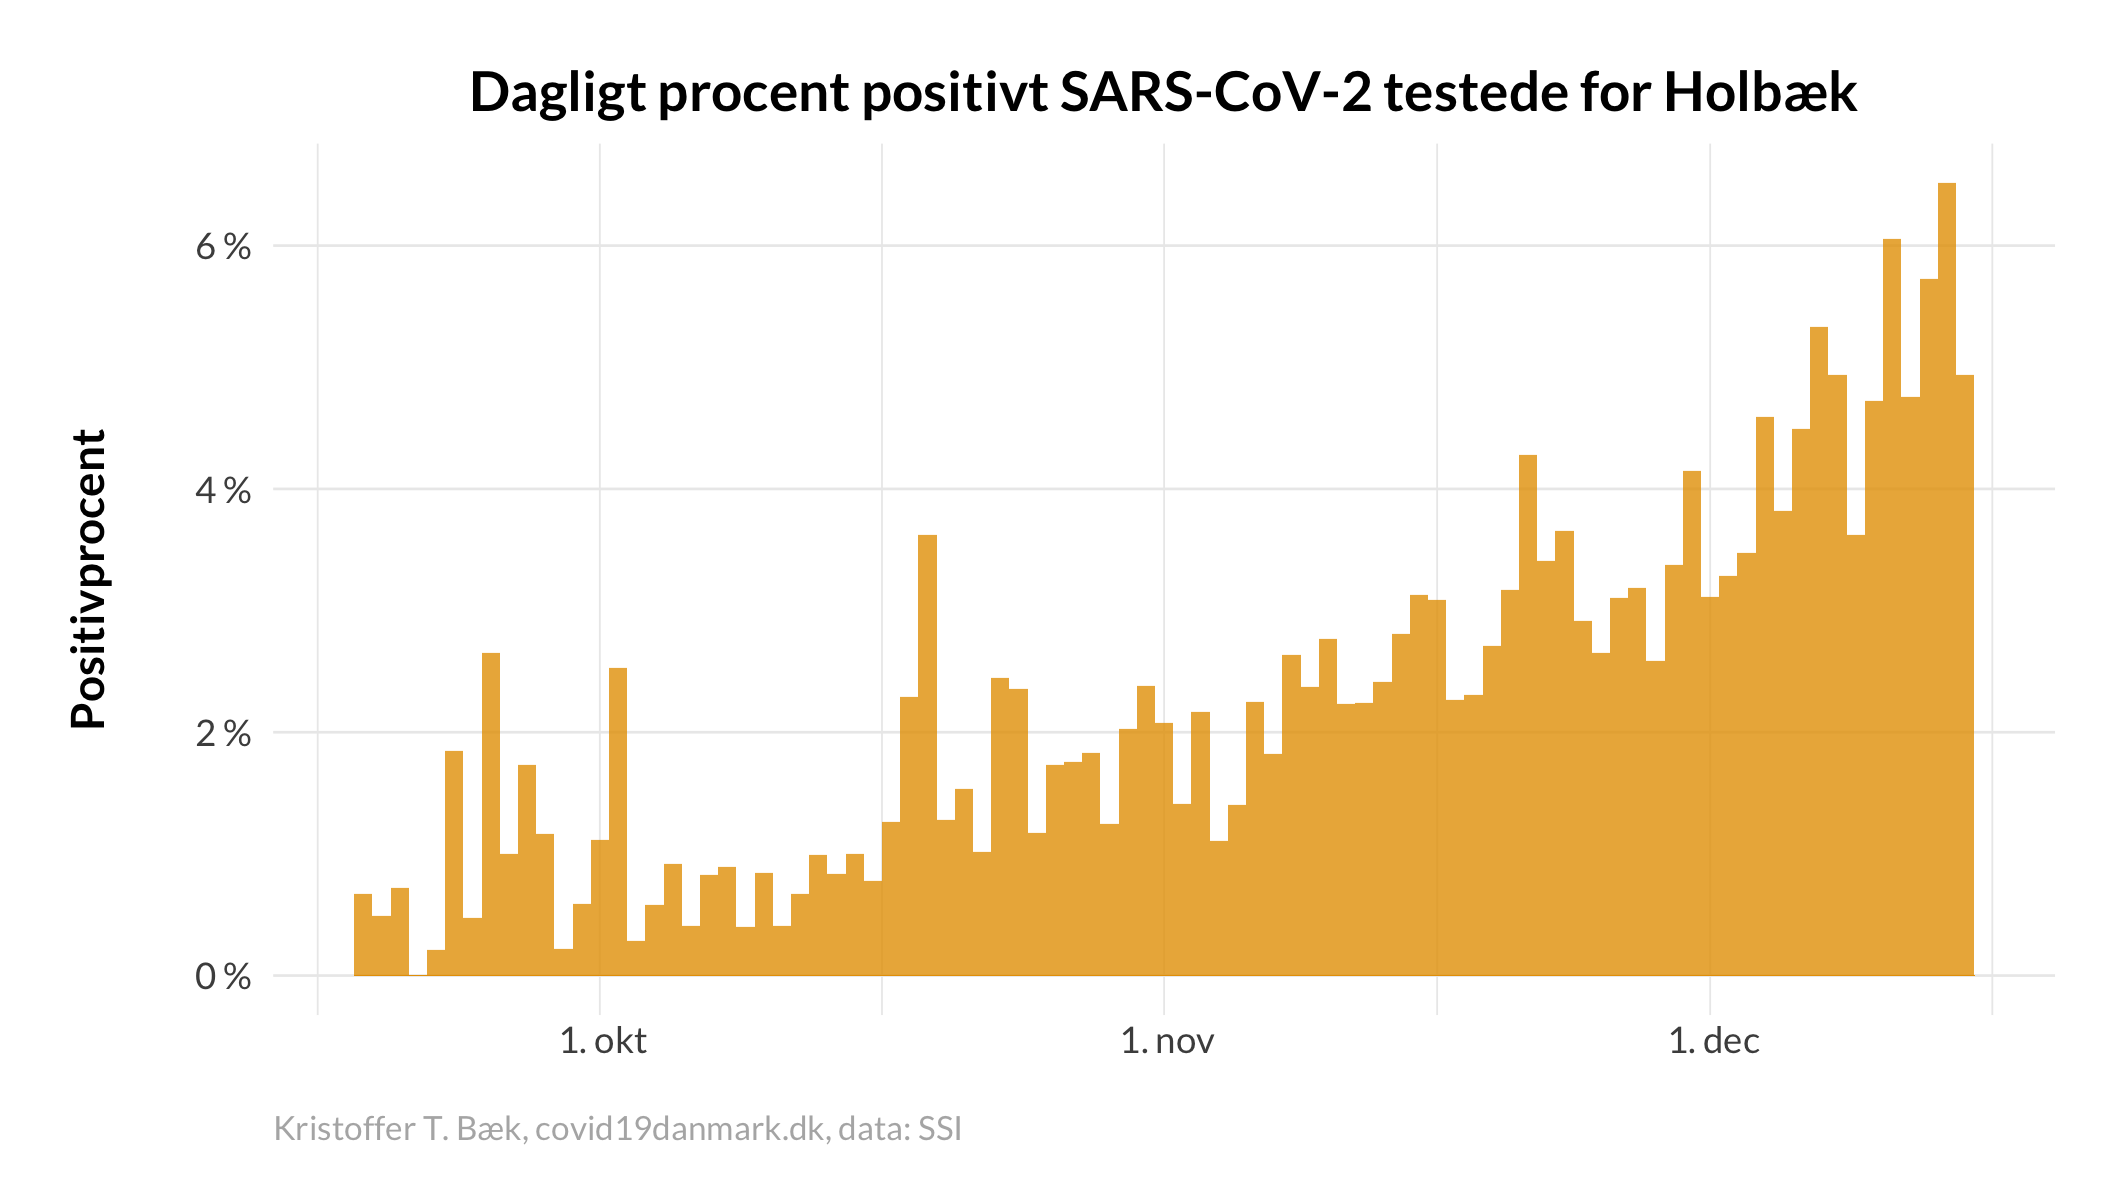 Dagligt procent positivt SARS-CoV-2 testede for Holbæk
Positivprocent
6 %
4 %
2 %
0 %
1. okt
1. nov
1. dec
Kristoffer T. Bæk, covid19danmark.dk, data: SSI